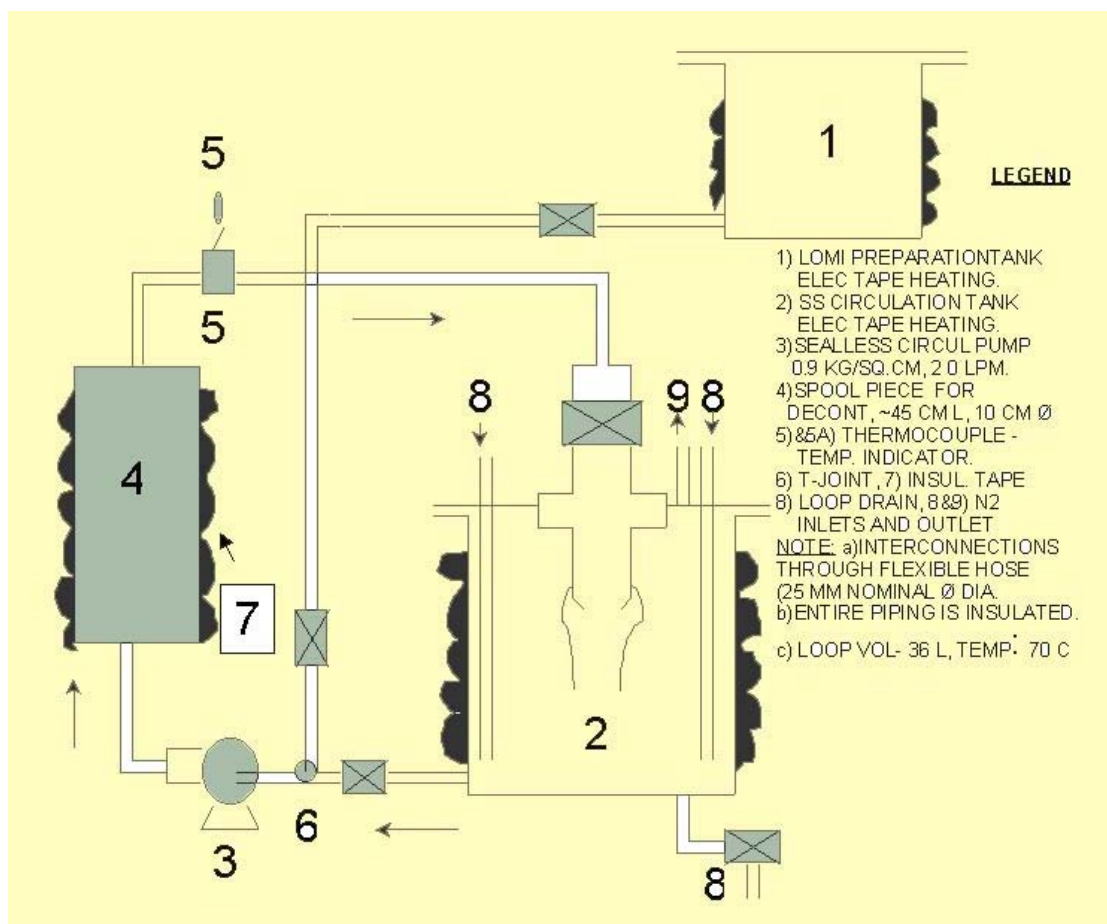 1
5
LEGEND
5
1) LOMI PREPARATIONTANK
ELEC TAPE HEATING.
2) SS CIRCULATION TANK
ELEC TAPE HEATING.
3)SEALLESS CIRCUL PUMP
0.9 KG/SQ.CM, 2 0 LPM.
4)SPOOL PIECE FOR
DECONT, ~45 CM L, 10 CM Ø
5)&5A) THERMOCOUPLE -
TEMP. INDICATOR.
6) T-JOINT, 7) INSUL. TAPE
8) LOOP DRAIN, 8&9) N2
INLETS AND OUTLET
NOTE: a)INTERCONNECTIONS
THROUGH FLEXIBLE HOSE
(25 MM NOMINAL Ø DIA.
b)ENTIRE PIPING IS INSULATED.
c) LOOP VOL- 36 L, TEMP: 70 C
8
9 8
4
7
2
6
3
8